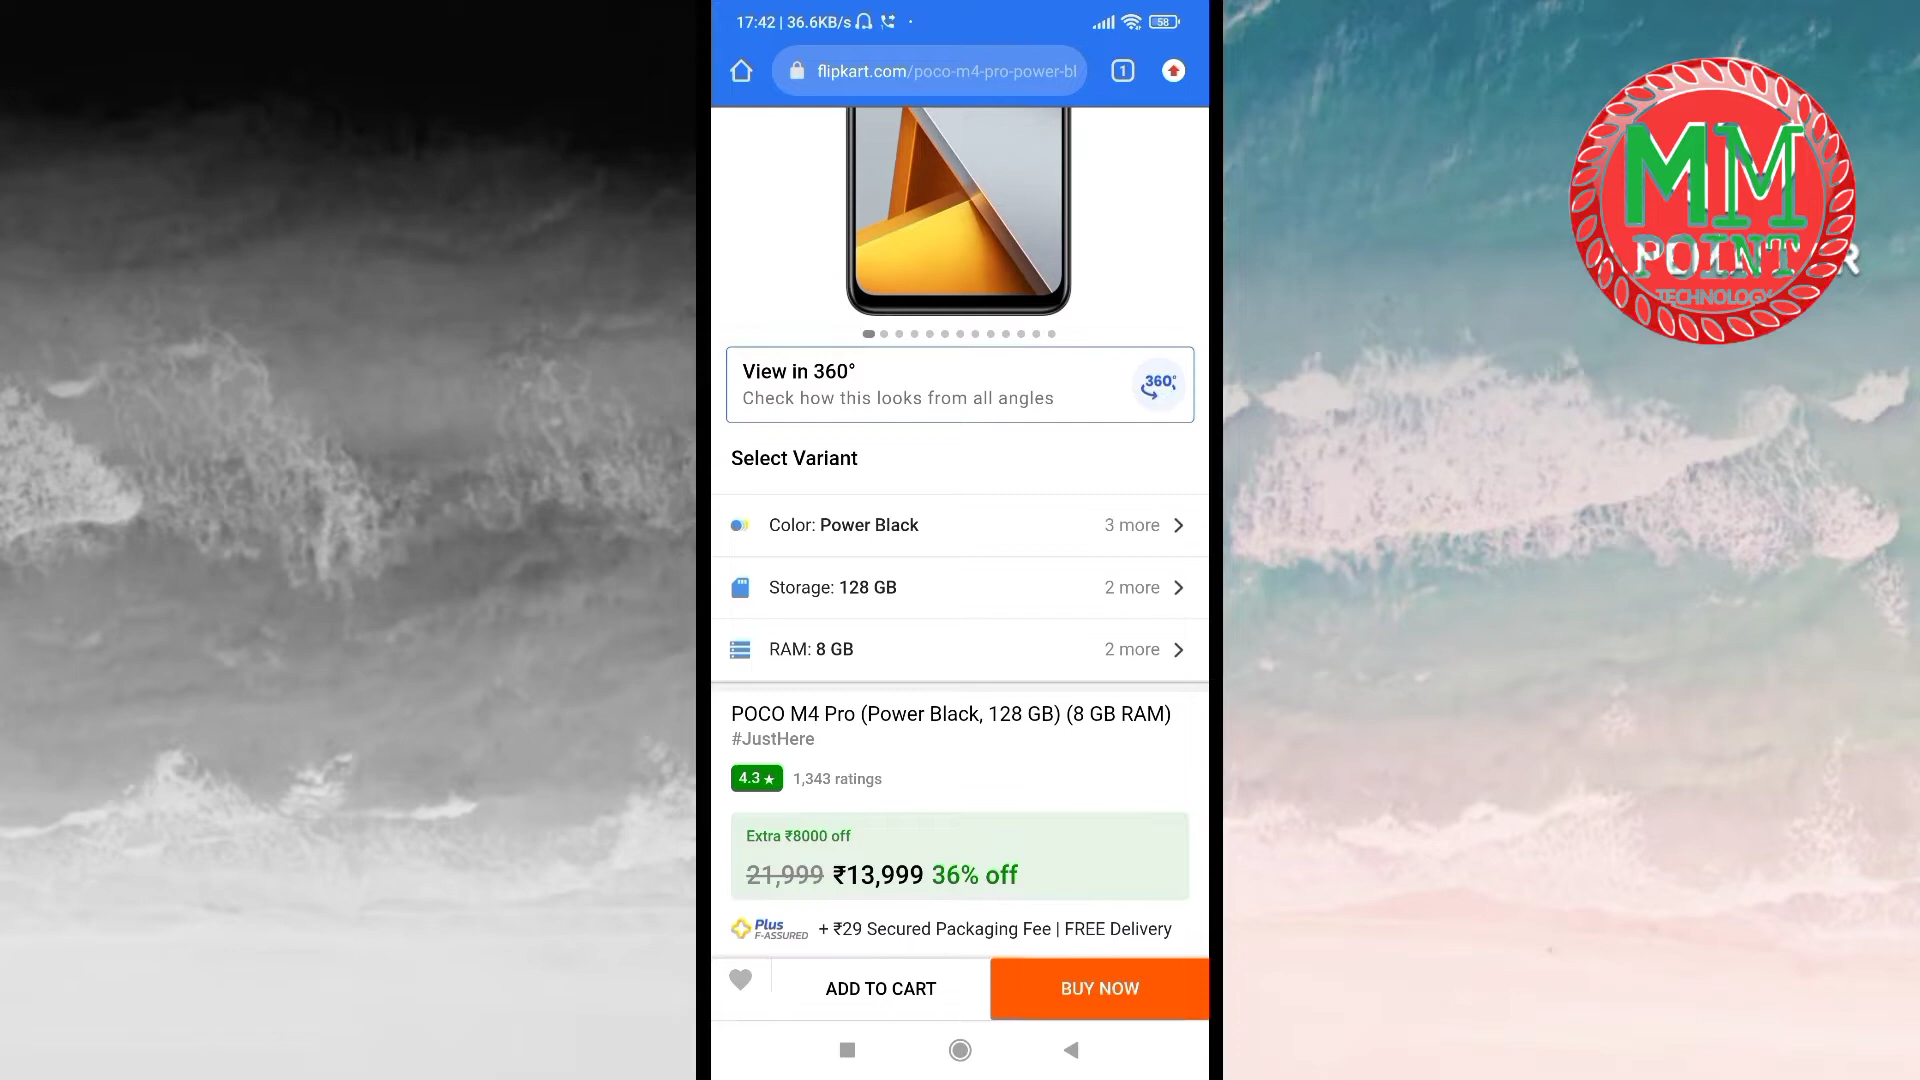 17:42 | 36.6KB/s
58
flipkart.com/poco-m4-pro-power-bl
1
MM
POINT
TECHNOLOGY
View in 360°
Check how this looks from all angles
360°
Select Variant
Color: Power Black
3 more
Storage: 128 GB
2 more
RAM: 8 GB
2 more
POCO M4 Pro (Power Black, 128 GB) (8 GB RAM)
#JustHere
4.3★
1,343 ratings
Extra ₹8000 off
21,999 ₹13,999 36% off
Plus
F-ASSURED
+ ₹29 Secured Packaging Fee | FREE Delivery
ADD TO CART
BUY NOW